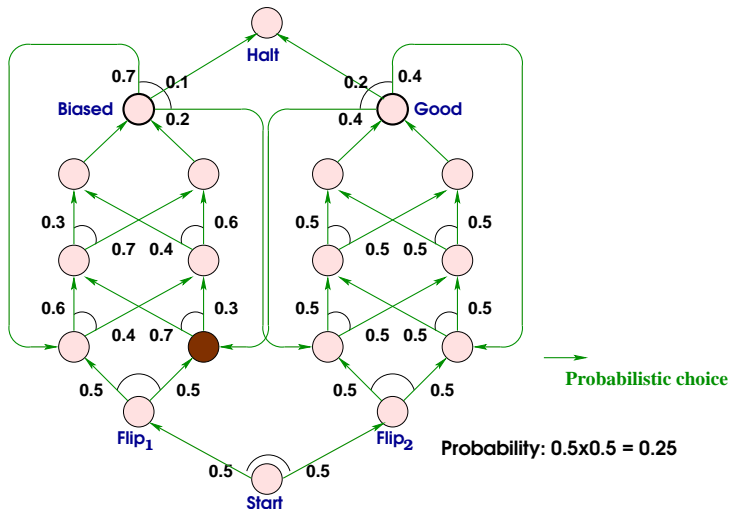 Halt
0.7 0.1 0.2 0.4
Biased 0.2 0.4 Good
0.3 0.6 0.5 0.5
0.7 0.4 0.5 0.5
0.6 0.3 0.5 0.5
0.4 0.7 0.5 0.5
Probabilistic choice
0.5 0.5 0.5 0.5
Flip1 Flip2
Probability: 0.5x0.5 = 0.25
0.5 0.5
Start